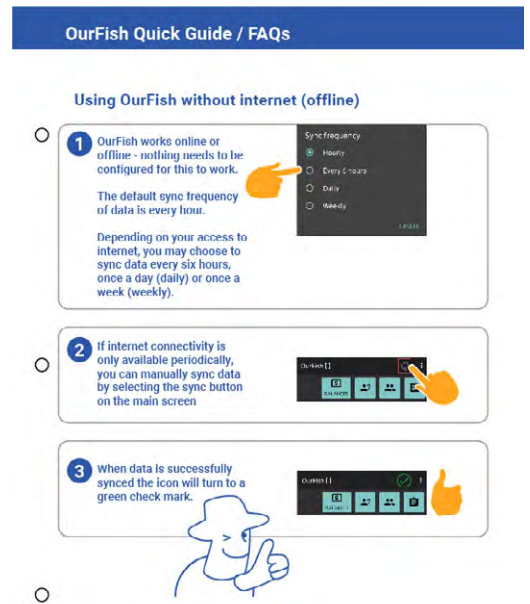 OurFish Quick Guide / FAQs
Using OurFish without internet (offline)
1
OurFish works online or
offline - nothing needs to be
configured for this to work.
The default sync frequency
of data is every hour.
Depending on your access to
internet, you may choose to
sync data every six hours,
once a day (daily) or once a
week (weekly).
Sync frequency
Hourly
Every 6 hours
Daily
Weekly
2
If internet connectivity is
only available periodically,
you can manually sync data
by selecting the sync button
on the main screen
OurFish []
BALANCES
3
When data is successfully
synced the icon will turn to a
green check mark.
OurFish []
BALANCES